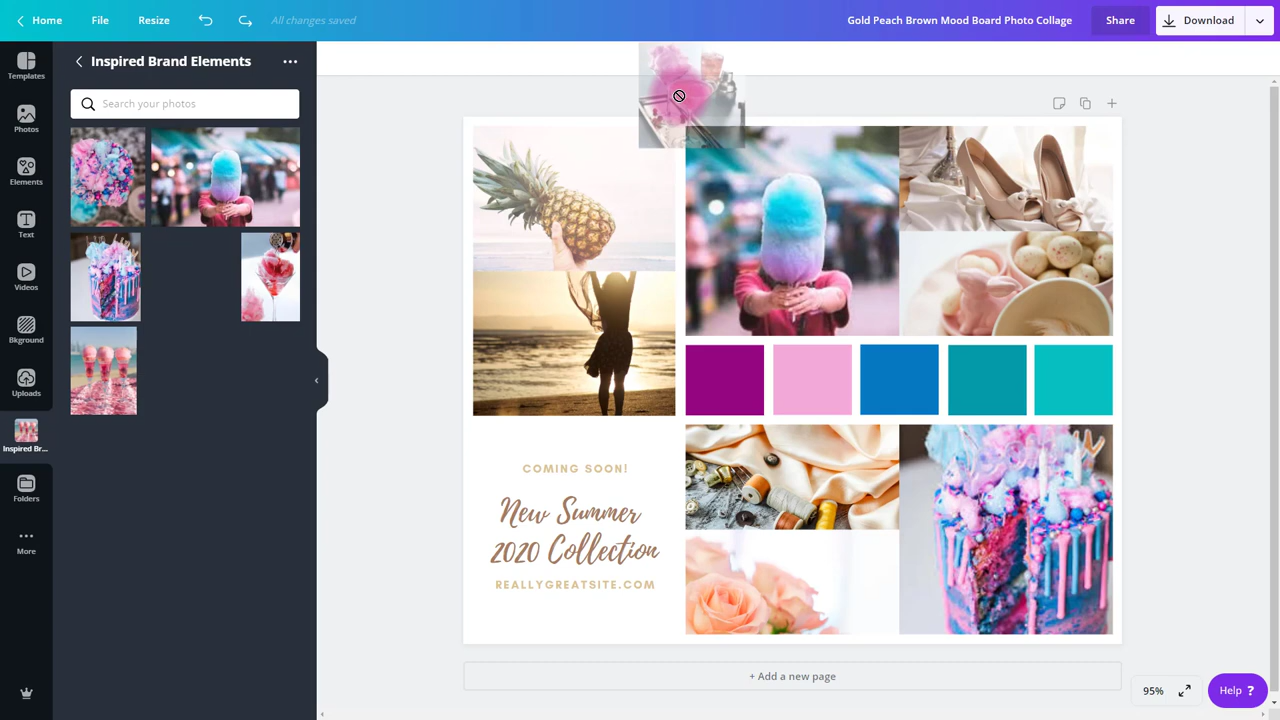 Home
File
Resize
All changes saved
Gold Peach Brown Mood Board Photo Collage
Share
Download
Templates
Photos
Elements
Text
Videos
Bkground
Uploads
Inspired Br...
Folders
More
Inspired Brand Elements
Search your photos
COMING SOON!
New Summer
2020 Collection
REALLYGREATSITE.COM
+ Add a new page
95%
Help ?